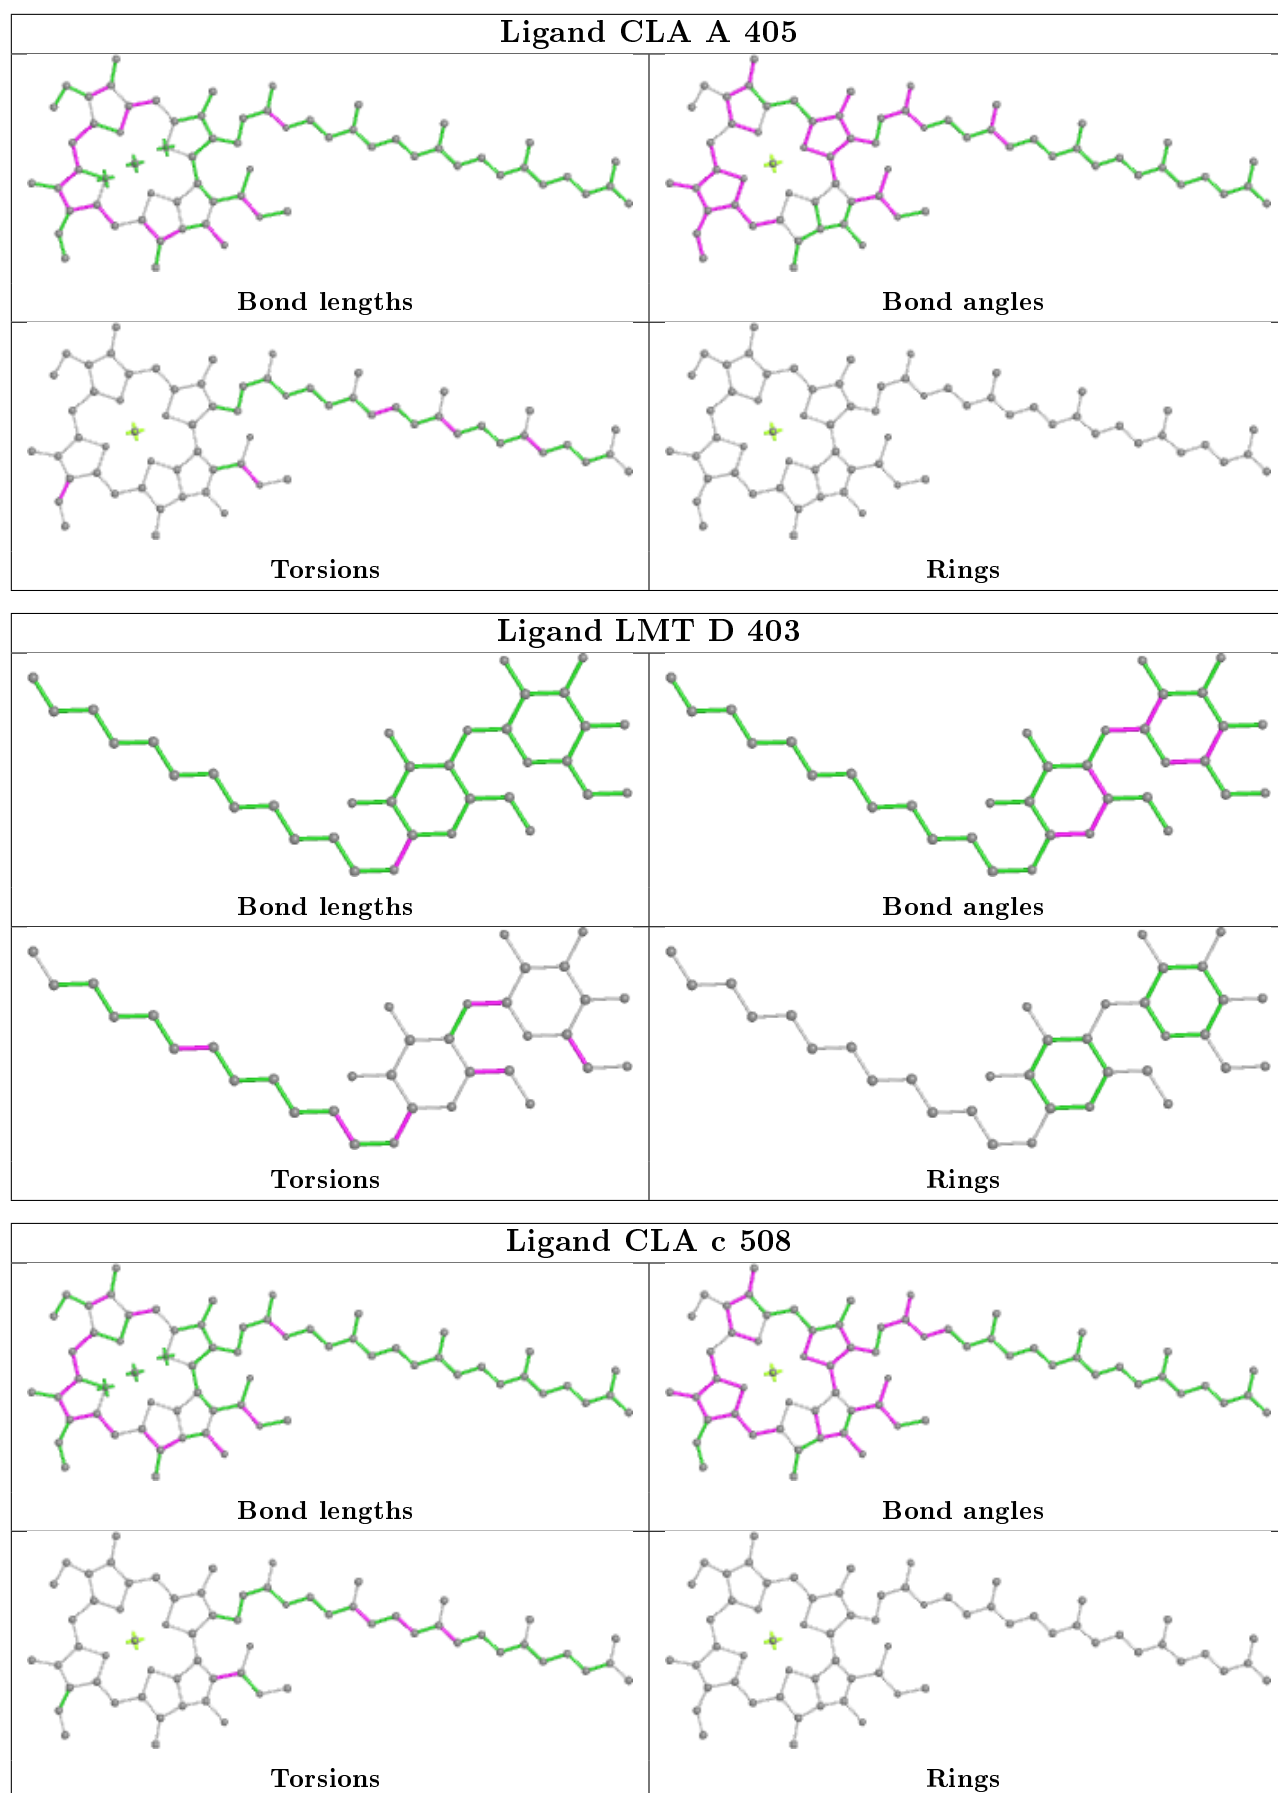 Ligand CLA A 405
Bond lengths
Bond angles
Torsions
Rings
Ligand LMT D 403
Bond lengths
Bond angles
Torsions
Rings
Ligand CLA c 508
Bond lengths
Bond angles
Torsions
Rings